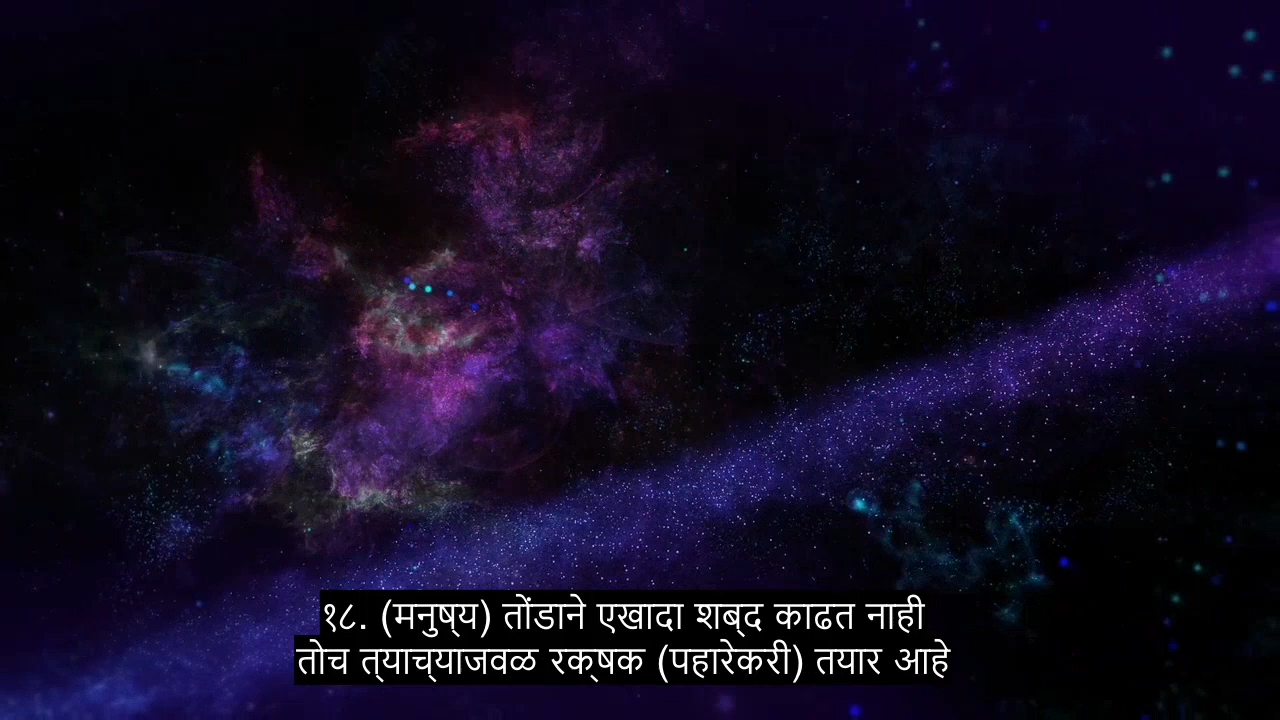 १८. (मनुष्य) तोंडाने एखादा शब्द काढत नाही
तोच त्याच्याजवळ रक्षक (पहारेकरी) तयार आहे